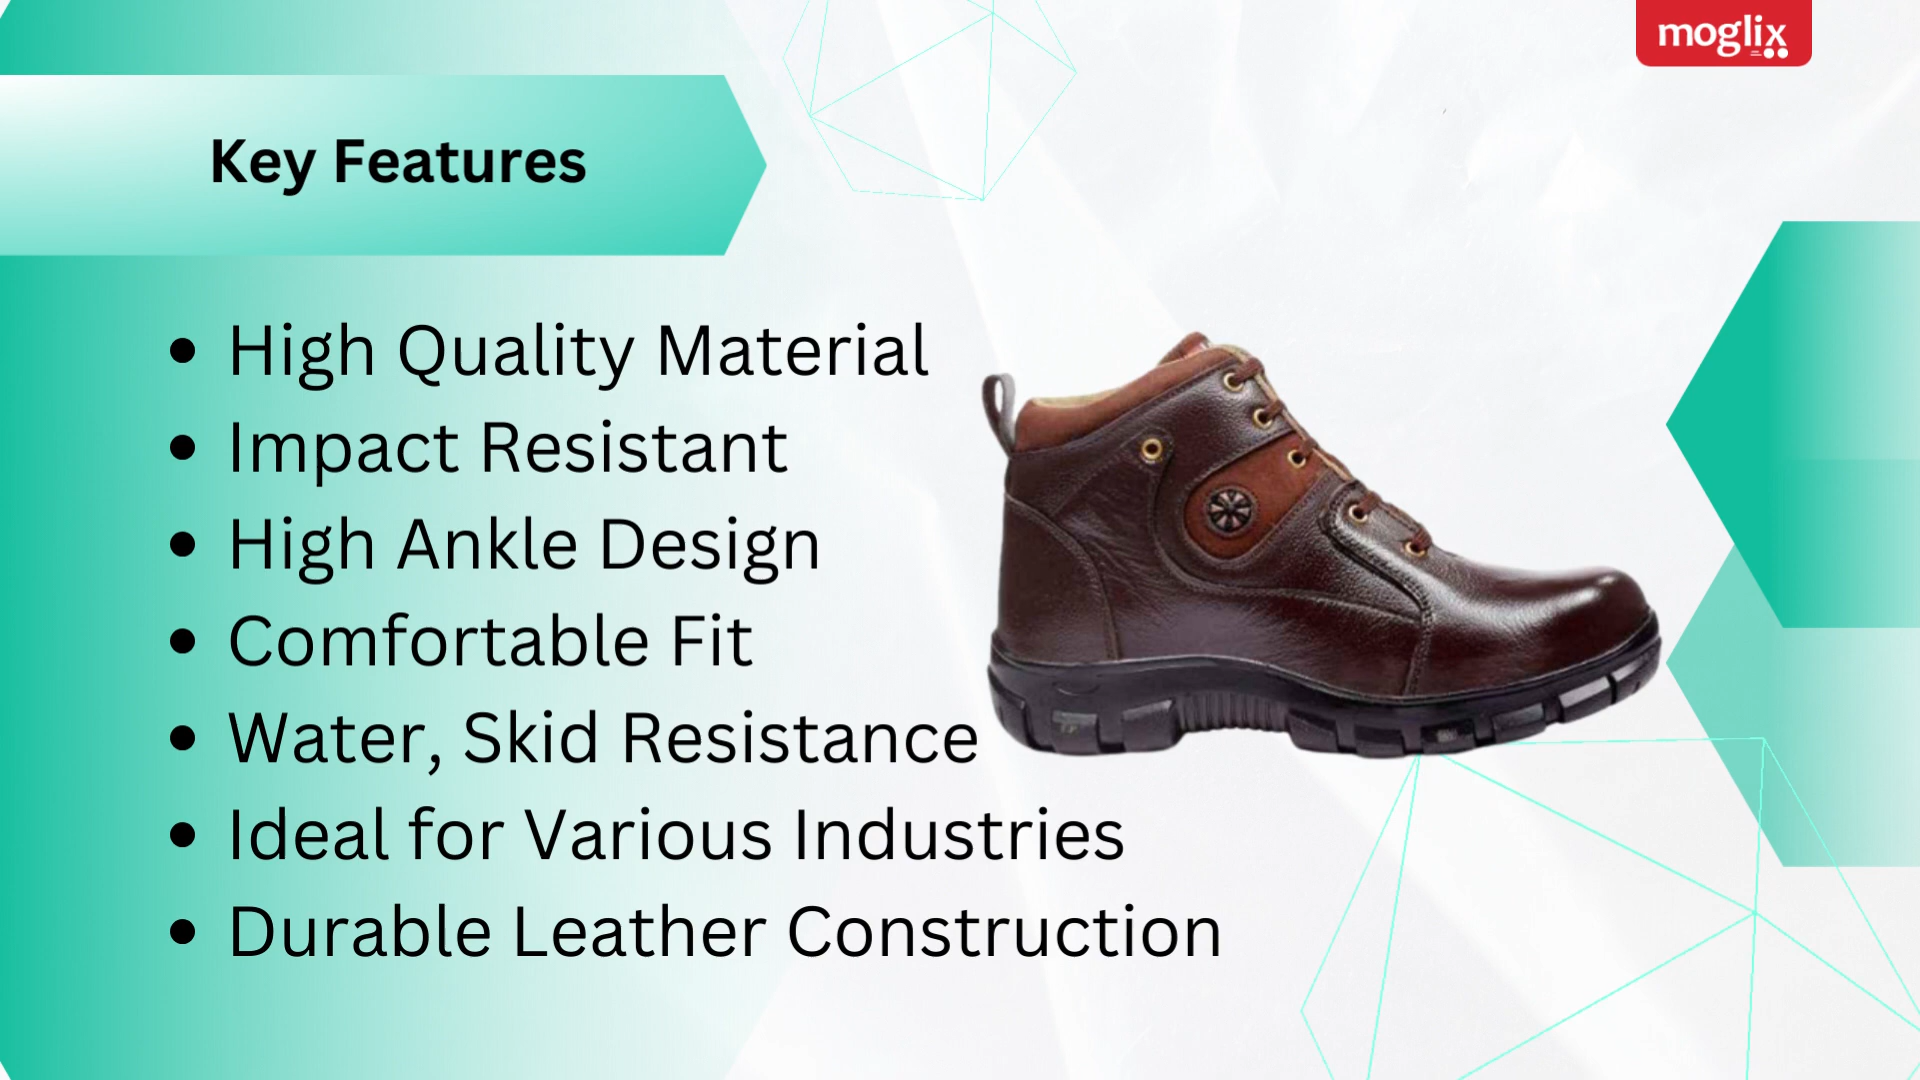 moglix
Key Features
• High Quality Material
• Impact Resistant
• High Ankle Design
• Comfortable Fit
• Water, Skid Resistance
• Ideal for Various Industries
• Durable Leather Construction